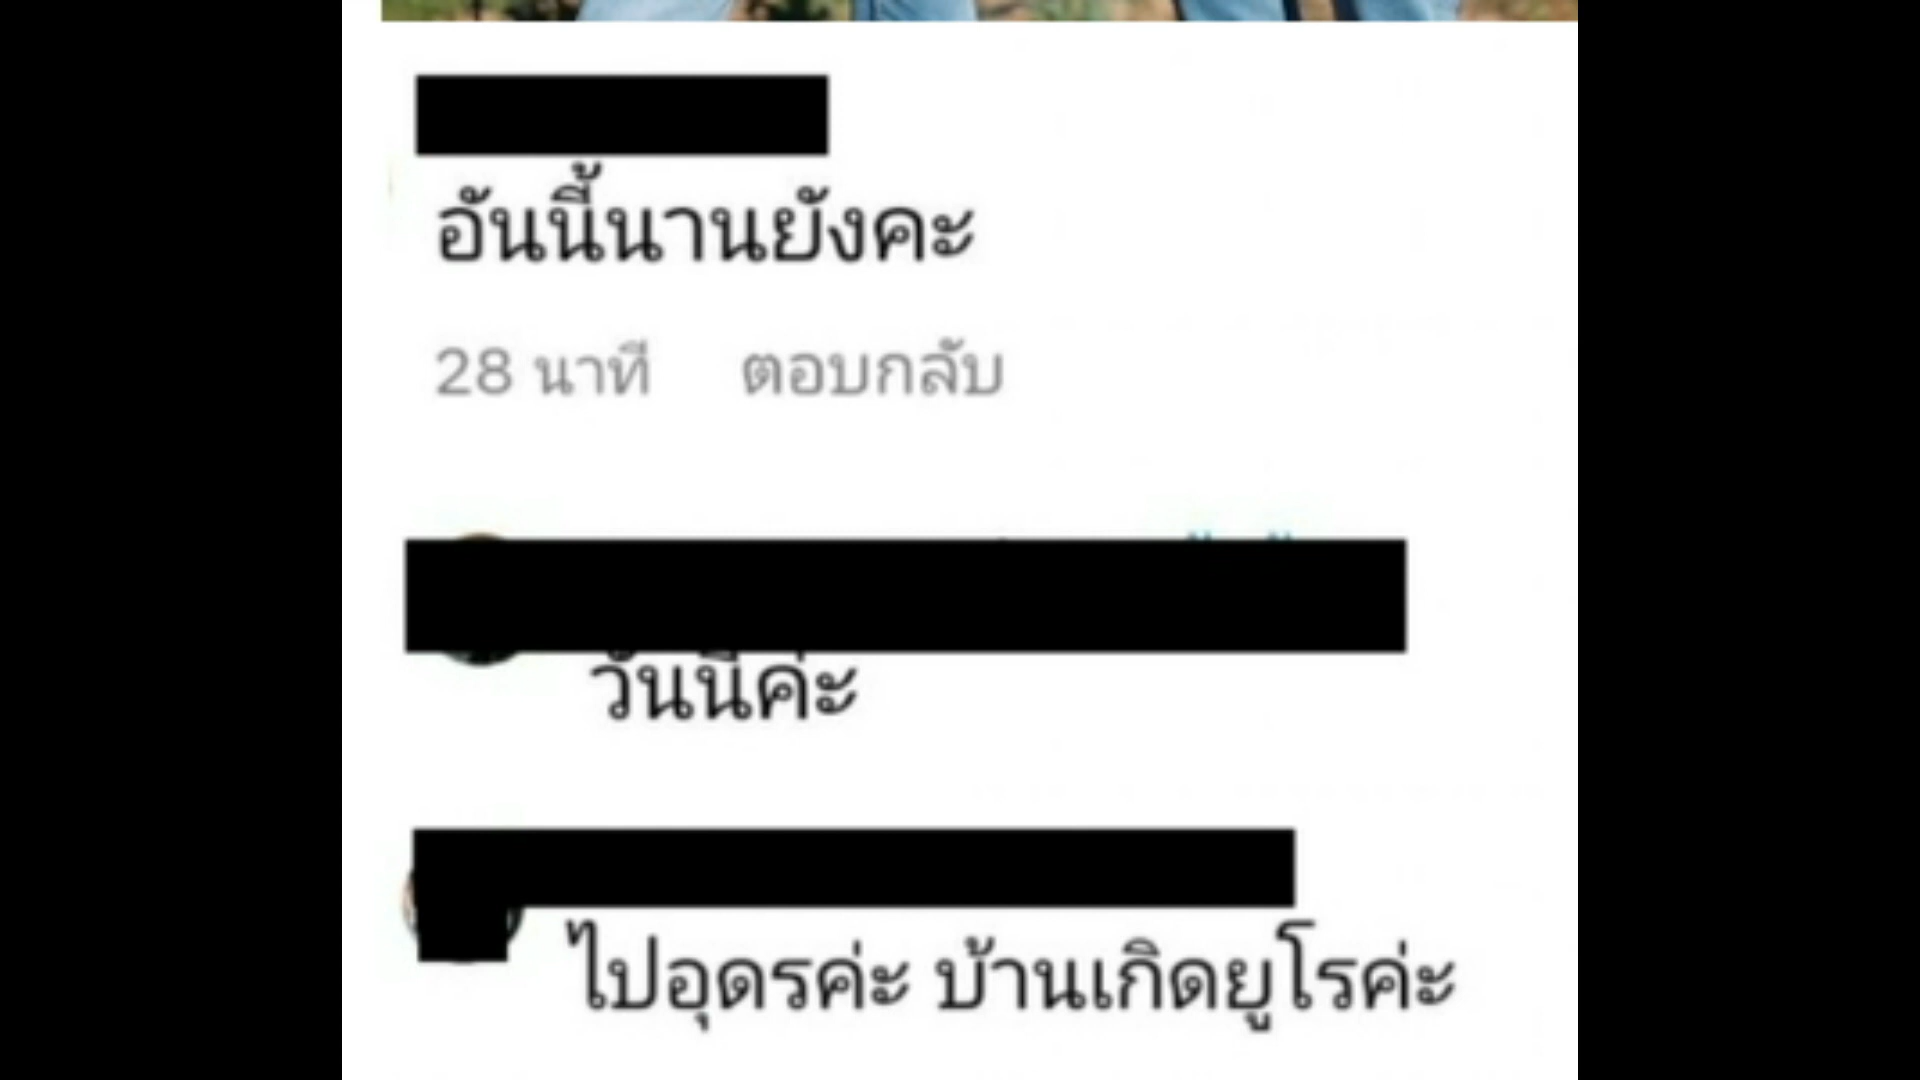 อันนี้นานยังคะ
28 นาที ตอบกลับ
วันนี้ค่ะ
ไปอุดรค่ะ บ้านเกิดยูโรค่ะ